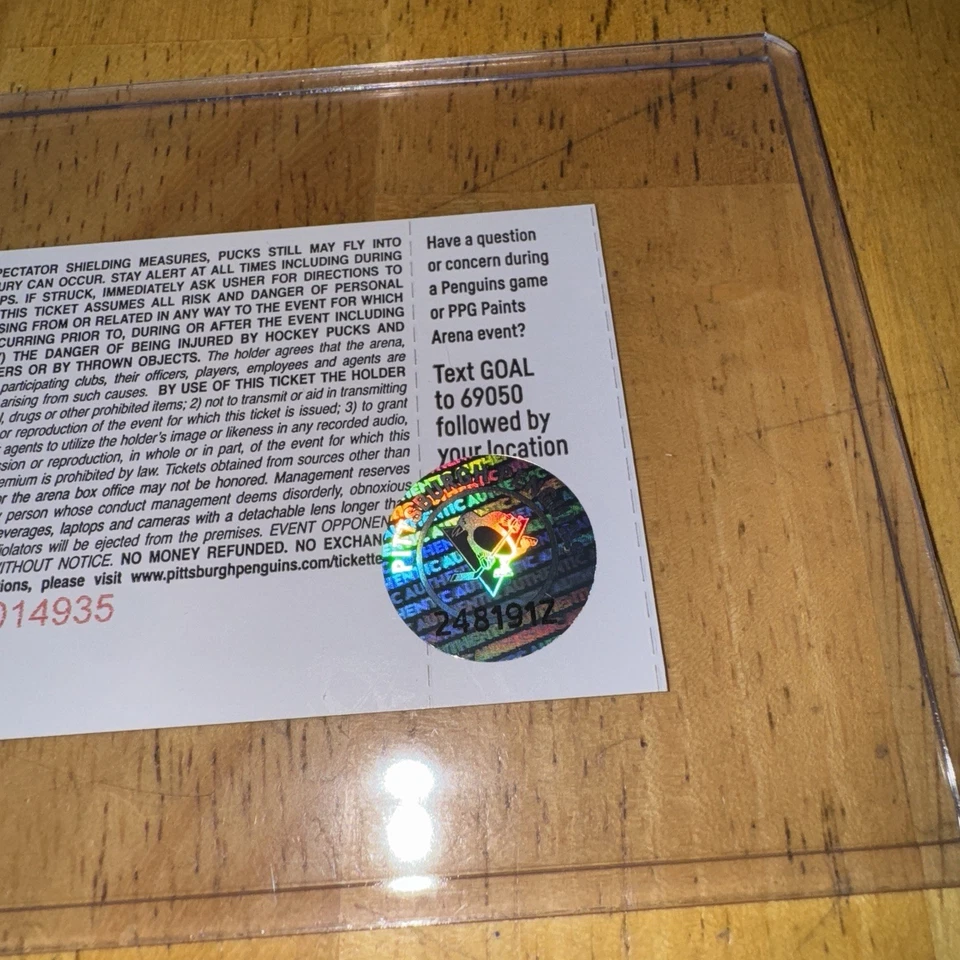 PECTATOR SHIELDING MEASURES, PUCKS STILL MAY FLY INTO
URY CAN OCCUR. STAY ALERT AT ALL TIMES INCLUDING DURING
PS. IF STRUCK, IMMEDIATELY ASK USHER FOR DIRECTIONS TO
THIS TICKET ASSUMES ALL RISK AND DANGER OF PERSONAL
SING FROM OR RELATED IN ANY WAY TO THE EVENT FOR WHICH
CURRING PRIOR TO, DURING OR AFTER THE EVENT INCLUDING
) THE DANGER OF BEING INJURED BY HOCKEY PUCKS AND
ERS OR BY THROWN OBJECTS. The holder agrees that the arena,
participating clubs, their officers, players, employees and agents are
arising from such causes. BY USE OF THIS TICKET THE HOLDER
, drugs or other prohibited items; 2) not to transmit or aid in transmitting
or reproduction of the event for which this ticket is issued; 3) to grant
agents to utilize the holder's image or likeness in any recorded audio,
sion or reproduction, in whole or in part, of the event for which this
emium is prohibited by law. Tickets obtained from sources other than
or the arena box office may not be honored. Management reserves
person whose conduct management deems disorderly, obnoxious
everages, laptops and cameras with a detachable lens longer tha
iolators will be ejected from the premises. EVENT OPPONEN
WITHOUT NOTICE. NO MONEY REFUNDED. NO EXCHAN
ions, please visit www.pittsburghpenguins.com/tickette
014935
Have a question
or concern during
a Penguins game
or PPG Paints
Arena event?
Text GOAL
to 69050
followed by
your location
2481912